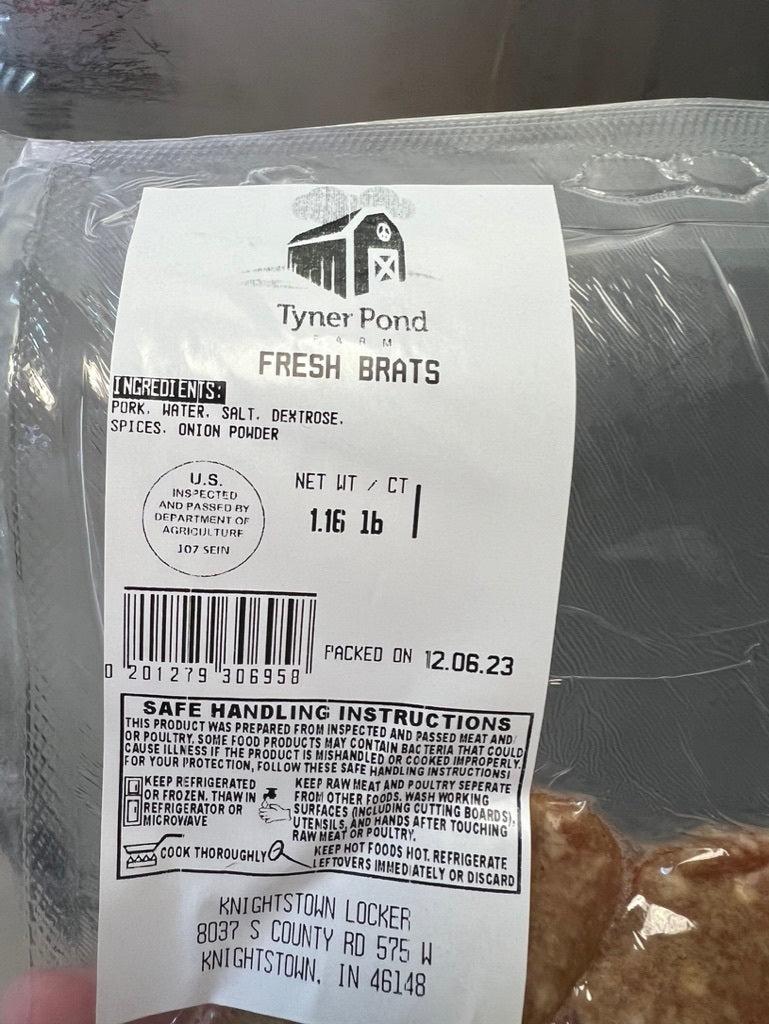 Tyner Pond
FARM
FRESH BRATS
INGREDIENTS:
PORK, WATER, SALT, DEXTROSE,
SPICES, ONION POWDER
U.S.
INSPECTED
AND PASSED BY
DEPARTMENT OF
AGRICULTURE
107 SEIN
NET WT / CT
1.16 lb
0 201279 306958
PACKED ON 12.06.23
SAFE HANDLING INSTRUCTIONS
THIS PRODUCT WAS PREPARED FROM INSPECTED AND PASSED MEAT AND/
OR POULTRY. SOME FOOD PRODUCTS MAY CONTAIN BACTERIA THAT COULD
CAUSE ILLNESS IF THE PRODUCT IS MISHANDLED OR COOKED IMPROPERLY.
FOR YOUR PROTECTION, FOLLOW THESE SAFE HANDLING INSTRUCTIONS!
KEEP REFRIGERATED
OR FROZEN. THAW IN
REFRIGERATOR OR
MICROWAVE
KEEP RAW MEAT AND POULTRY SEPERATE
FROM OTHER FOODS. WASH WORKING
SURFACES (INCLUDING CUTTING BOARDS),
UTENSILS, AND HANDS AFTER TOUCHING
RAW MEAT OR POULTRY.
COOK THOROUGHLY
KEEP HOT FOODS HOT. REFRIGERATE
LEFTOVERS IMMEDIATELY OR DISCARD
KNIGHTSTOWN LOCKER
8037 S COUNTY RD 575 W
KNIGHTSTOWN, IN 46148